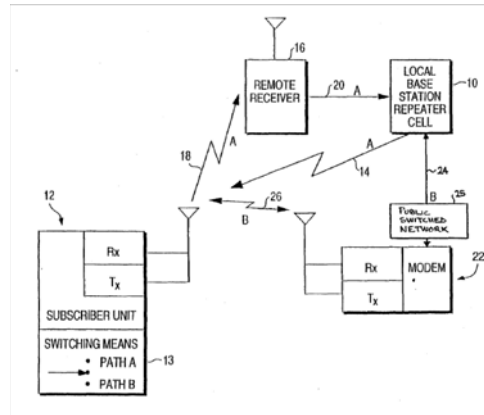 16
REMOTE
RECEIVER
20
A
LOCAL
BASE
STATION
REPEATER
CELL
10
18
A
A
14
24
B
26
B
PUBLIC
SWITCHED
NETWORK
25
12
Rx
Tx
SUBSCRIBER UNIT
SWITCHING MEANS
PATH A
PATH B
13
Rx
Tx
MODEM
22